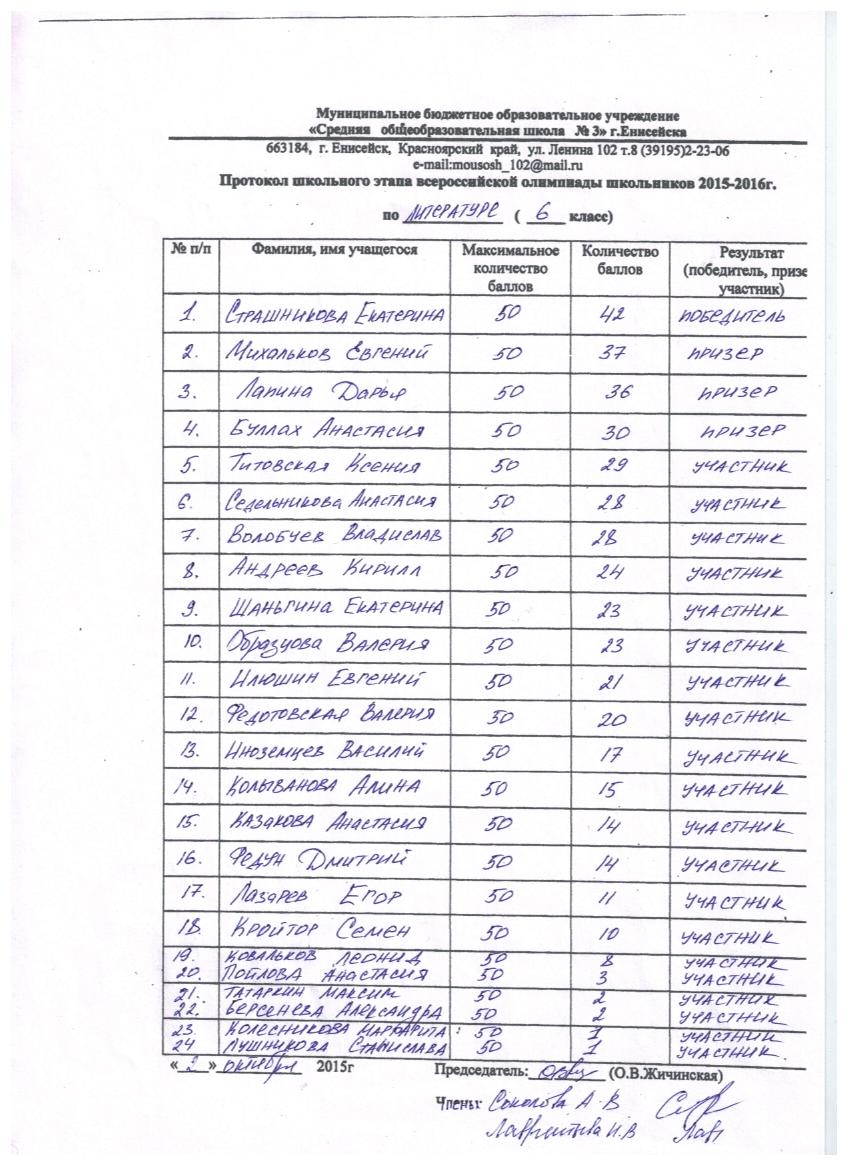 Муниципальное бюджетное образовательное учреждение
«Средняя общеобразовательная школа № 3» г.Енисейска
663184, г. Енисейск, Красноярский край, ул. Ленина 102 т.8 (39195)2-23-06
e-mail:mousosh_102@mail.ru
Протокол школьного этапа всероссийской олимпиады школьников 2015-2016г.
по ЛИТЕРАТУРЕ ( 6 класс)
№ п/п Фамилия, имя учащегося Максимальное количество баллов Количество баллов Результат (победитель, призе участник)
1. Страшникова Екатерина 50 42 победитель
2. Михальков Евгений 50 37 призер
3. Лапина Дарья 50 36 призер
4. Буллах Анастасия 50 30 призер
5. Титовская Ксения 50 29 участник
6. Седельникова Анастасия 50 28 участник
7. Волобуев Владислав 50 28 участник
8. Андреев Кирилл 50 24 участник
9. Шаньгина Екатерина 50 23 участник
10. Образцова Валерия 50 23 участник
11. Илюшин Евгений 50 21 участник
12. Федотовская Валерия 50 20 участник
13. Иноземцев Василий 50 17 участник
14. Колыванова Алина 50 15 участник
15. Казакова Анастасия 50 14 участник
16. Федун Дмитрий 50 14 участник
17. Лазарев Егор 50 11 участник
18. Кройтор Семен 50 10 участник
19. Ковальков Леонид 50 8 участник
20. Анастасия 50 3 участник
21. Татаркин Максим 50 2 участник
22. Берсенева Александра 50 2 участник
23. Колесникова Маргарита 50 1 участник
24 Лушникова Станислава 50 1 участник.
« 2 » октября 2015г Председатель: (О.В.Жичинская)
Члены: Соколова А.В
Лаврентьева И.В